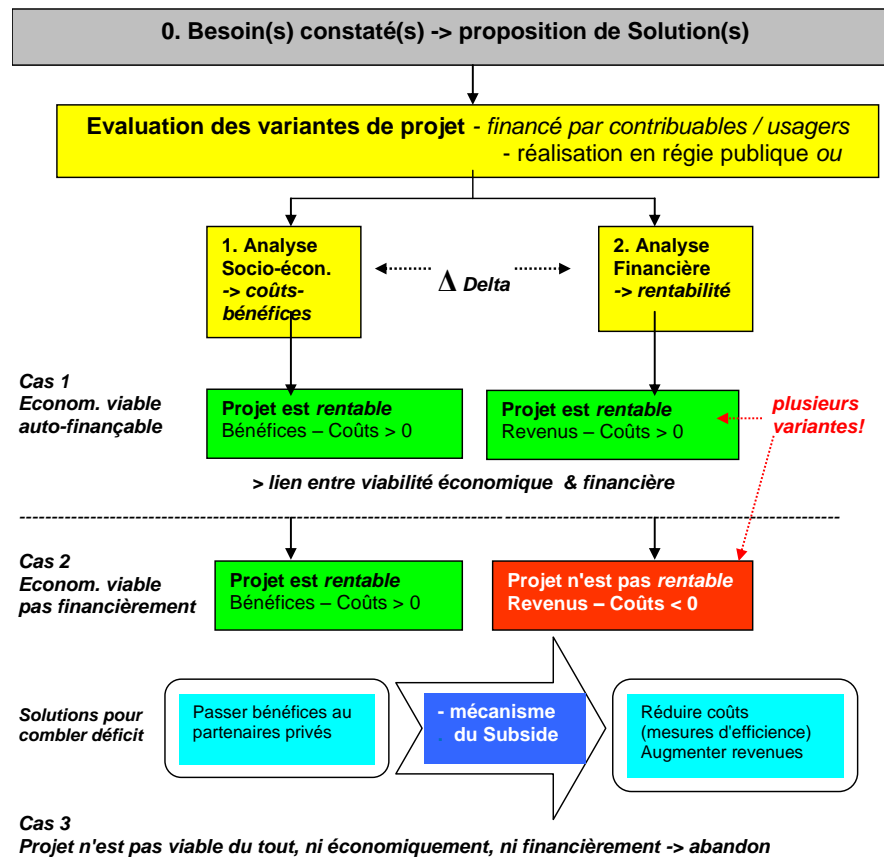 0. Besoin(s) constaté(s) -> proposition de Solution(s)
Evaluation des variantes de projet - financé par contribuables / usagers
- réalisation en régie publique ou
1. Analyse
Socio-écon.
-> coûts-
bénéfices
Δ Delta
2. Analyse
Financière
-> rentabilité
Cas 1
Econom. viable
auto-finançable
Projet est rentable
Bénéfices – Coûts > 0
Projet est rentable
Revenus – Coûts > 0
plusieurs
variantes!
> lien entre viabilité économique & financière
Cas 2
Econom. viable
pas financièrement
Projet est rentable
Bénéfices – Coûts > 0
Projet n'est pas rentable
Revenus – Coûts < 0
Solutions pour
combler déficit
Passer bénéfices au
partenaires privés
- mécanisme
. du Subside
Réduire coûts
(mesures d'efficience)
Augmenter revenues
Cas 3
Projet n'est pas viable du tout, ni économiquement, ni financièrement -> abandon